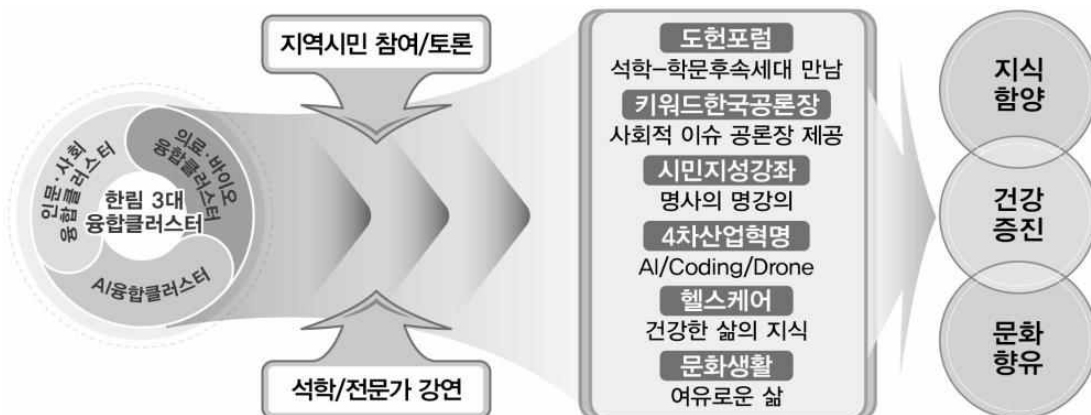 인문·사회
융합클러스터
의료·바이오
융합클러스터
한림 3대
융합클러스터
AI융합클러스터
지역시민 참여/토론
석학/전문가 강연
도헌포럼
석학-학문후속세대 만남
키워드한국공론장
사회적 이슈 공론장 제공
시민지성강좌
명사의 명강의
4차산업혁명
AI/Coding/Drone
헬스케어
건강한 삶의 지식
문화생활
여유로운 삶
지식
함양
건강
증진
문화
향유